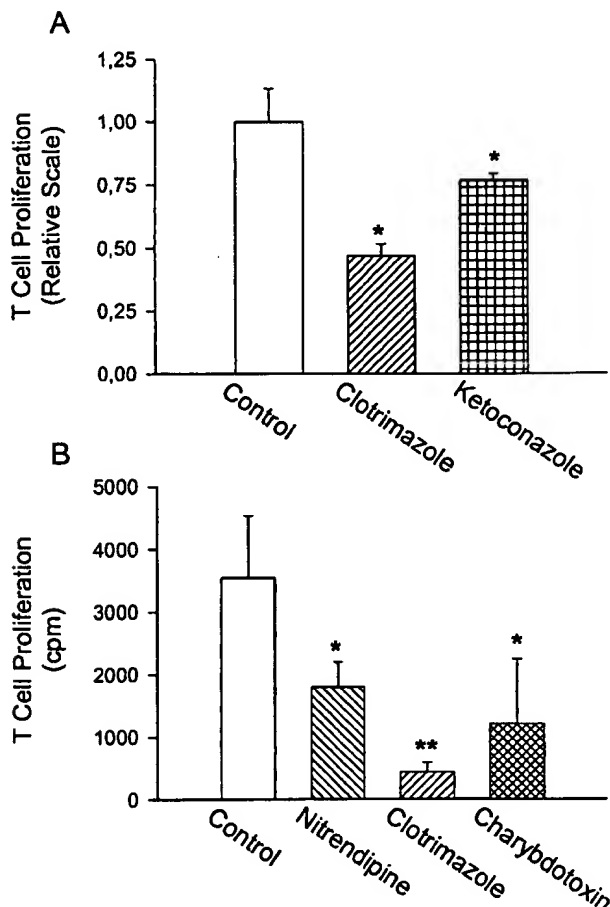 A
T Cell Proliferation
(Relative Scale)
1,25
1,00
0,75
0,50
0,25
0,00
*
*
Control
Clotrimazole
Ketoconazole
B
T Cell Proliferation
(cpm)
5000
4000
3000
2000
1000
0
*
**
*
Control
Nitrendipine
Clotrimazole
Charybdotoxin